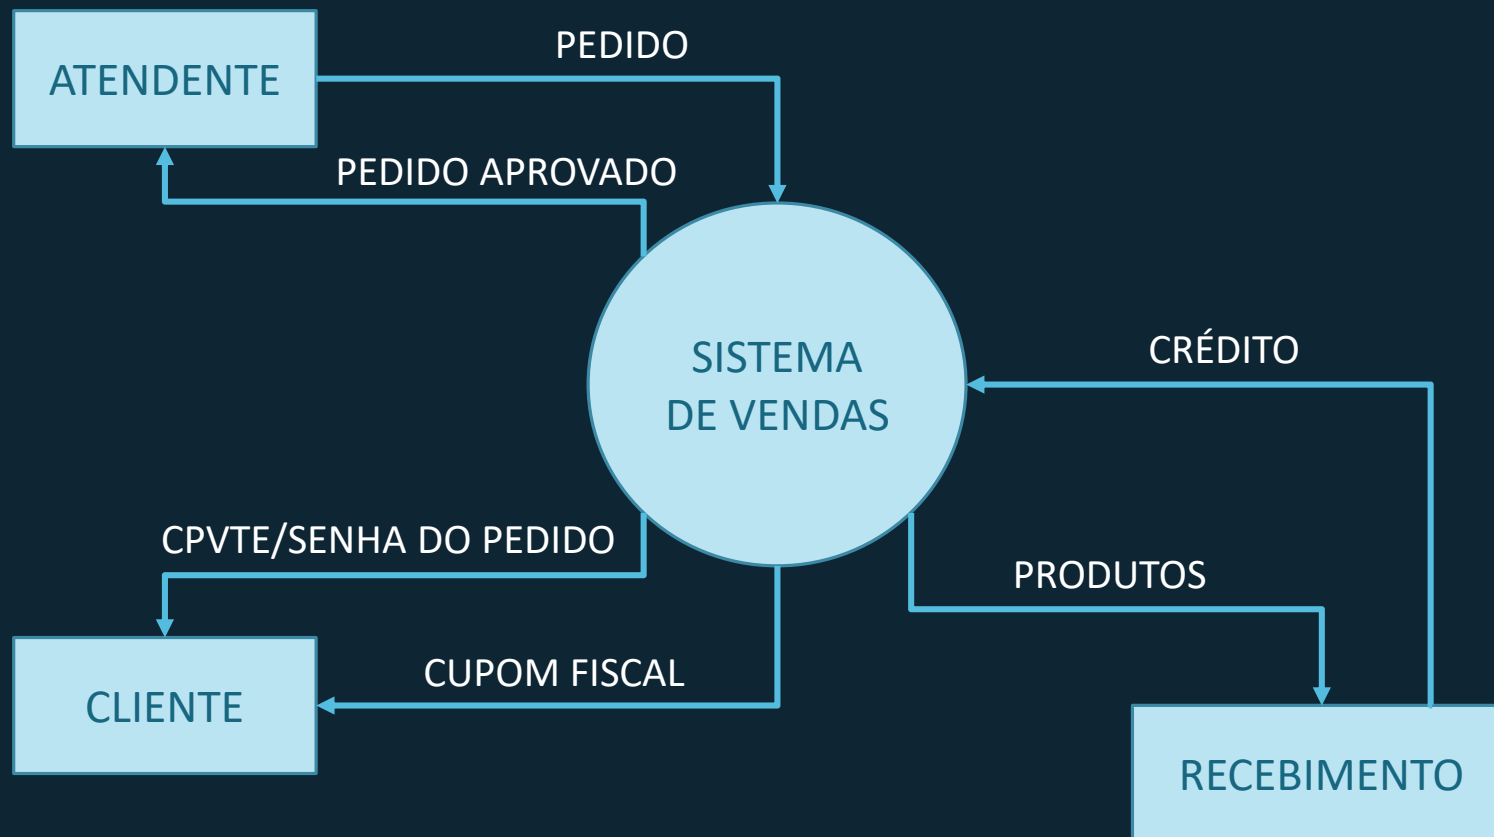 PEDIDO
ATENDENTE
PEDIDO APROVADO
SISTEMA
DE VENDAS
CRÉDITO
CPVTE/SENHA DO PEDIDO
PRODUTOS
CUPOM FISCAL
CLIENTE
RECEBIMENTO